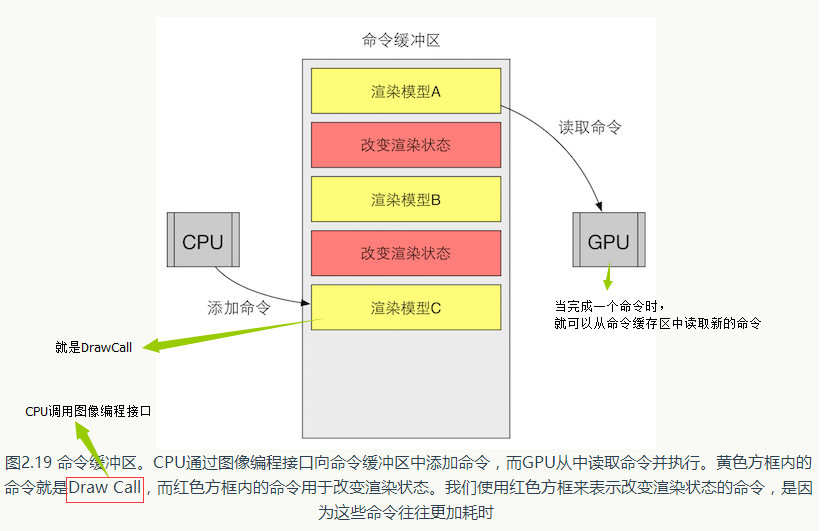 命令缓冲区
渲染模型A
读取命令
改变渲染状态
渲染模型B
CPU
GPU
改变渲染状态
添加命令
渲染模型C
当完成一个命令时，
就可以从命令缓存区中读取新的命令
就是DrawCall
CPU调用图像编程接口
图2.19 命令缓冲区。CPU通过图像编程接口向命令缓冲区中添加命令，而GPU从中读取命令并执行。黄色方框内的
命令就是Draw Call，而红色方框内的命令用于改变渲染状态。我们使用红色方框来表示改变渲染状态的命令，是因
为这些命令往往更加耗时